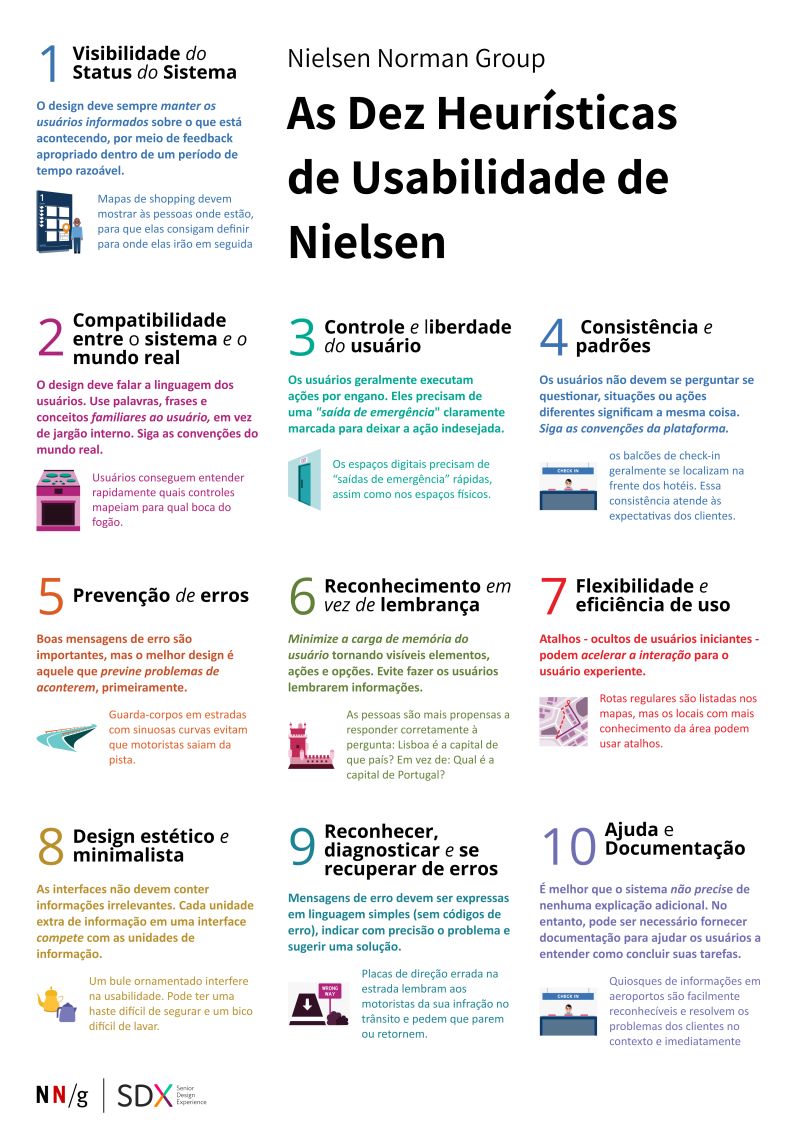 1
Visibilidade do
Status do Sistema
O design deve sempre manter os
usuários informados sobre o que está
acontecendo, por meio de feedback
apropriado dentro de um período de
tempo razoável.
1
Mapas de shopping devem
mostrar às pessoas onde estão,
para que elas consigam definir
para onde elas irão em seguida
Nielsen Norman Group
As Dez Heurísticas
de Usabilidade de
Nielsen
2
Compatibilidade
entre o sistema e o
mundo real
O design deve falar a linguagem dos
usuários. Use palavras, frases e
conceitos familiares ao usuário, em vez
de jargão interno. Siga as convenções do
mundo real.
Usuários conseguem entender
rapidamente quais controles
mapeiam para qual boca do
fogão.
3
Controle e liberdade
do usuário
Os usuários geralmente executam
ações por engano. Eles precisam de
uma "saída de emergência" claramente
marcada para deixar a ação indesejada.
EXIT
Os espaços digitais precisam de
“saídas de emergência” rápidas,
assim como nos espaços físicos.
4
Consistência e
padrões
Os usuários não devem se perguntar se
questionar, situações ou ações
diferentes significam a mesma coisa.
Siga as convenções da plataforma.
CHECK IN
os balcões de check-in
geralmente se localizam na
frente dos hotéis. Essa
consistência atende às
expectativas dos clientes.
5
Prevenção de erros
Boas mensagens de erro são
importantes, mas o melhor design é
aquele que previne problemas de
aconterem, primeiramente.
Guarda-corpos em estradas
com sinuosas curvas evitam
que motoristas saiam da
pista.
6
Reconhecimento em
vez de lembrança
Minimize a carga de memória do
usuário tornando visíveis elementos,
ações e opções. Evite fazer os usuários
lembrarem informações.
As pessoas são mais propensas a
responder corretamente à
pergunta: Lisboa é a capital de
que país? Em vez de: Qual é a
capital de Portugal?
7
Flexibilidade e
eficiência de uso
Atalhos - ocultos de usuários iniciantes -
podem acelerar a interação para o
usuário experiente.
Rotas regulares são listadas nos
mapas, mas os locais com mais
conhecimento da área podem
usar atalhos.
8
Design estético e
minimalista
As interfaces não devem conter
informações irrelevantes. Cada unidade
extra de informação em uma interface
compete com as unidades de
informação.
Um bule ornamentado interfere
na usabilidade. Pode ter uma
haste difícil de segurar e um bico
difícil de lavar.
9
Reconhecer,
diagnosticar e se
recuperar de erros
Mensagens de erro devem ser expressas
em linguagem simples (sem códigos de
erro), indicar com precisão o problema e
sugerir uma solução.
WRONG
WAY
Placas de direção errada na
estrada lembram aos
motoristas da sua infração no
trânsito e pedem que parem
ou retornem.
10
Ajuda e
Documentação
É melhor que o sistema não precise de
nenhuma explicação adicional. No
entanto, pode ser necessário fornecer
documentação para ajudar os usuários a
entender como concluir suas tarefas.
CHECK IN
Quiosques de informações em
aeroportos são facilmente
reconhecíveis e resolvem os
problemas dos clientes no
contexto e imediatamente
NN/g
SDX
Senior
Design
Experience